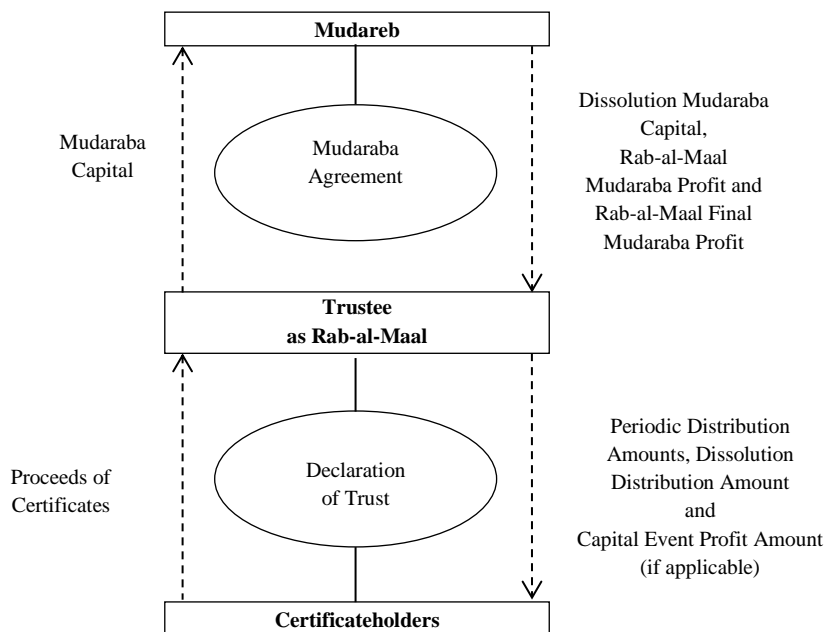 Mudareb
Mudaraba
Capital
Mudaraba
Agreement
Dissolution Mudaraba
Capital,
Rab-al-Maal
Mudaraba Profit and
Rab-al-Maal Final
Mudaraba Profit
Trustee
as Rab-al-Maal
Proceeds of
Certificates
Declaration
of Trust
Periodic Distribution
Amounts, Dissolution
Distribution Amount
and
Capital Event Profit Amount
(if applicable)
Certificateholders